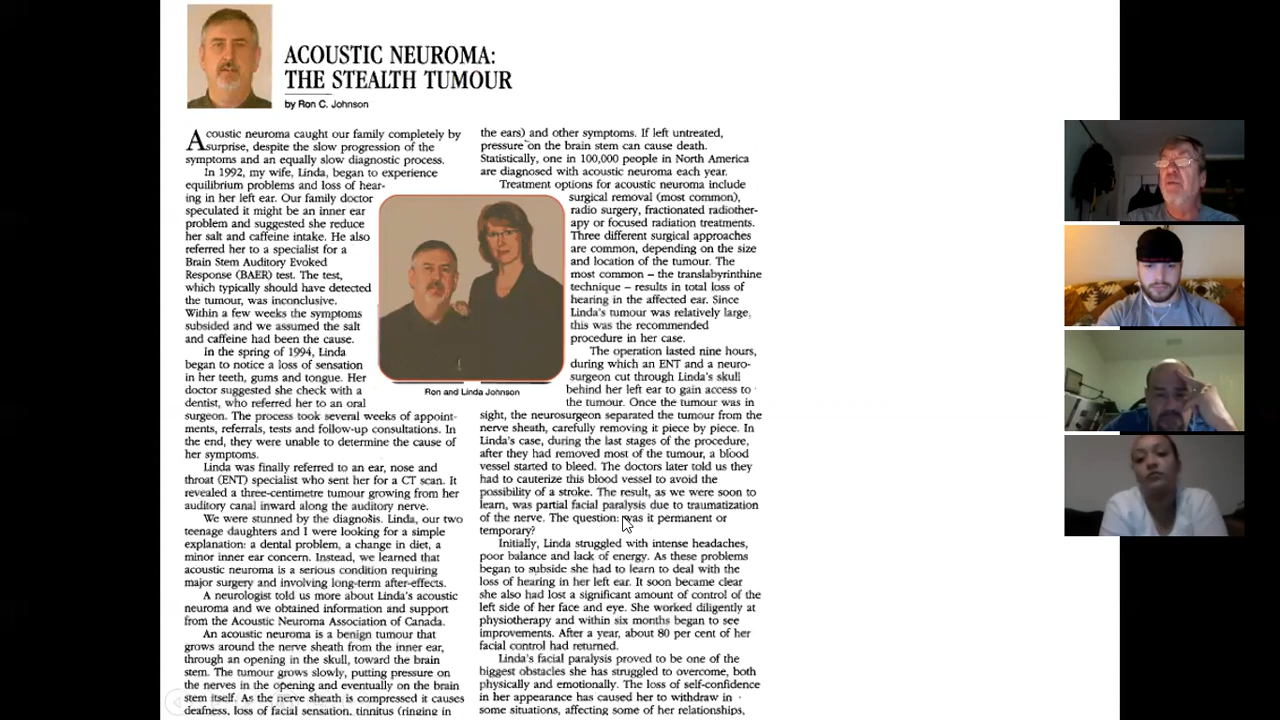 ACOUSTIC NEUROMA:
THE STEALTH TUMOUR
by Ron C. Johnson
Acoustic neuroma caught our family completely by
surprise, despite the slow progression of the
symptoms and an equally slow diagnostic process.
In 1992, my wife, Linda, began to experience
equilibrium problems and loss of hear-
ing in her left ear. Our family doctor
speculated it might be an inner ear
problem and suggested she reduce
her salt and caffeine intake. He also
referred her to a specialist for a
Brain Stem Auditory Evoked
Response (BAER) test. The test,
which typically should have detected
the tumour, was inconclusive.
Within a few weeks the symptoms
subsided and we assumed the salt
and caffeine had been the cause.
In the spring of 1994, Linda
began to notice a loss of sensation
in her teeth, gums and tongue. Her
doctor suggested she check with a
dentist, who referred her to an oral
surgeon. The process took several weeks of appoint-
ments, referrals, tests and follow-up consultations. In
the end, they were unable to determine the cause of
her symptoms.
Linda was finally referred to an ear, nose and
throat (ENT) specialist who sent her for a CT scan. It
revealed a three-centimetre tumour growing from her
auditory canal inward along the auditory nerve.
We were stunned by the diagnosis. Linda, our two
teenage daughters and I were looking for a simple
explanation: a dental problem, a change in diet, a
minor inner ear concern. Instead, we learned that
acoustic neuroma is a serious condition requiring
major surgery and involving long-term after-effects.
A neurologist told us more about Linda's acoustic
neuroma and we obtained information and support
from the Acoustic Neuroma Association of Canada.
An acoustic neuroma is a benign tumour that
grows around the nerve sheath from the inner ear,
through an opening in the skull, toward the brain
stem. The tumour grows slowly, putting pressure on
the nerves in the opening and eventually on the brain
stem itself. As the nerve sheath is compressed it causes
deafness, loss of facial sensation, tinnitus (ringing in
Ron and Linda Johnson
the ears) and other symptoms. If left untreated,
pressure on the brain stem can cause death.
Statistically, one in 100,000 people in North America
are diagnosed with acoustic neuroma each year.
Treatment options for acoustic neuroma include
surgical removal (most common),
radio surgery, fractionated radiother-
apy or focused radiation treatments.
Three different surgical approaches
are common, depending on the size
and location of the tumour. The
most common – the translabyrinthine
technique – results in total loss of
hearing in the affected ear. Since
Linda's tumour was relatively large,
this was the recommended
procedure in her case.
The operation lasted nine hours,
during which an ENT and a neuro-
surgeon cut through Linda's skull
behind her left ear to gain access to
the tumour. Once the tumour was in
sight, the neurosurgeon separated the tumour from the
nerve sheath, carefully removing it piece by piece. In
Linda's case, during the last stages of the procedure,
after they had removed most of the tumour, a blood
vessel started to bleed. The doctors later told us they
had to cauterize this blood vessel to avoid the
possibility of a stroke. The result, as we were soon to
learn, was partial facial paralysis due to traumatization
of the nerve. The question: was it permanent or
temporary?
Initially, Linda struggled with intense headaches,
poor balance and lack of energy. As these problems
began to subside she had to learn to deal with the
loss of hearing in her left ear. It soon became clear
she also had lost a significant amount of control of the
left side of her face and eye. She worked diligently at
physiotherapy and within six months began to see
improvements. After a year, about 80 per cent of her
facial control had returned.
Linda's facial paralysis proved to be one of the
biggest obstacles she has struggled to overcome, both
physically and emotionally. The loss of self-confidence
in her appearance has caused her to withdraw in
some situations, affecting some of her relationships,